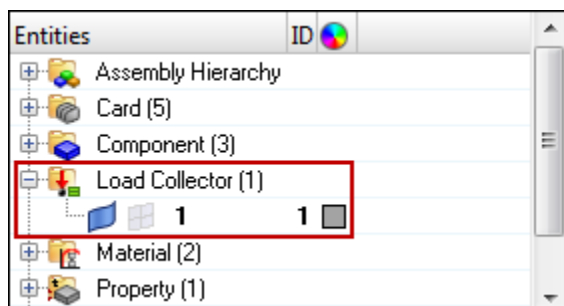 Entities ID
Assembly Hierarchy
Card (5)
Component (3)
Load Collector (1)
1 1
Material (2)
Property (1)